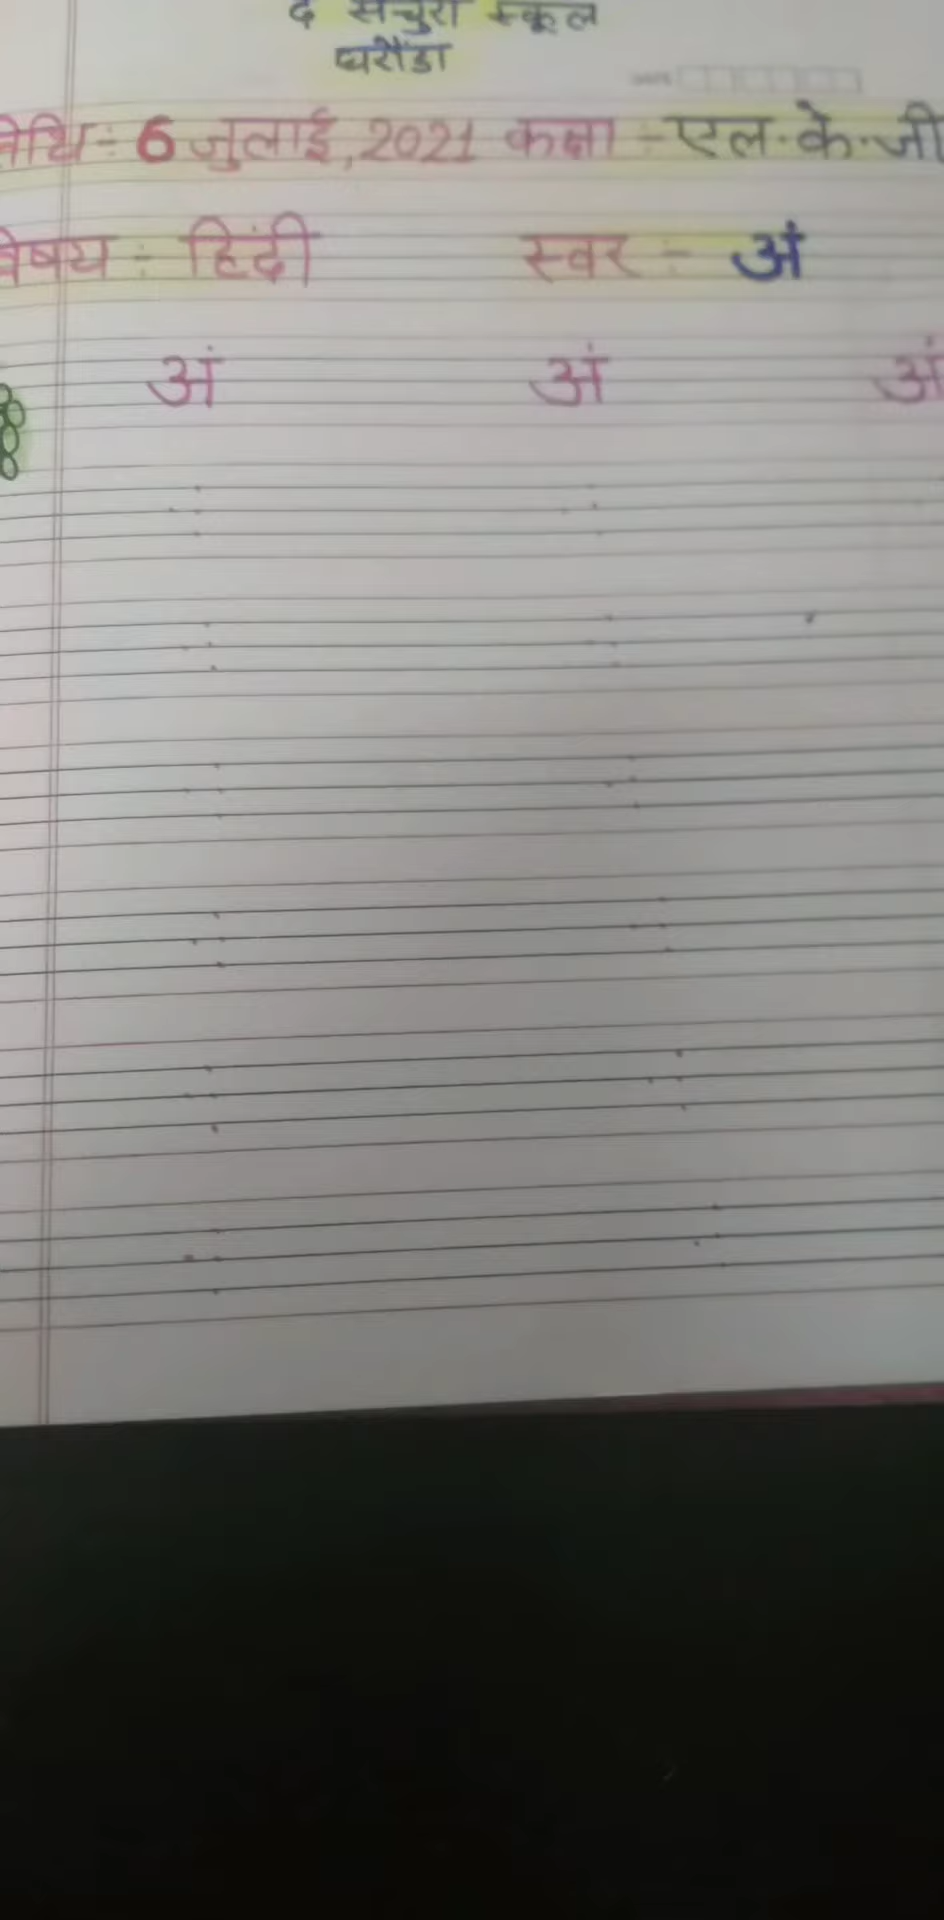 द सेंचुरी स्कूल
घरौंडा
तिथि ÷ 6 जुलाई, 2021 कक्षा ÷ एल.के.जी
विषय ÷ हिंदी स्वर ÷ अं
अं अं अं